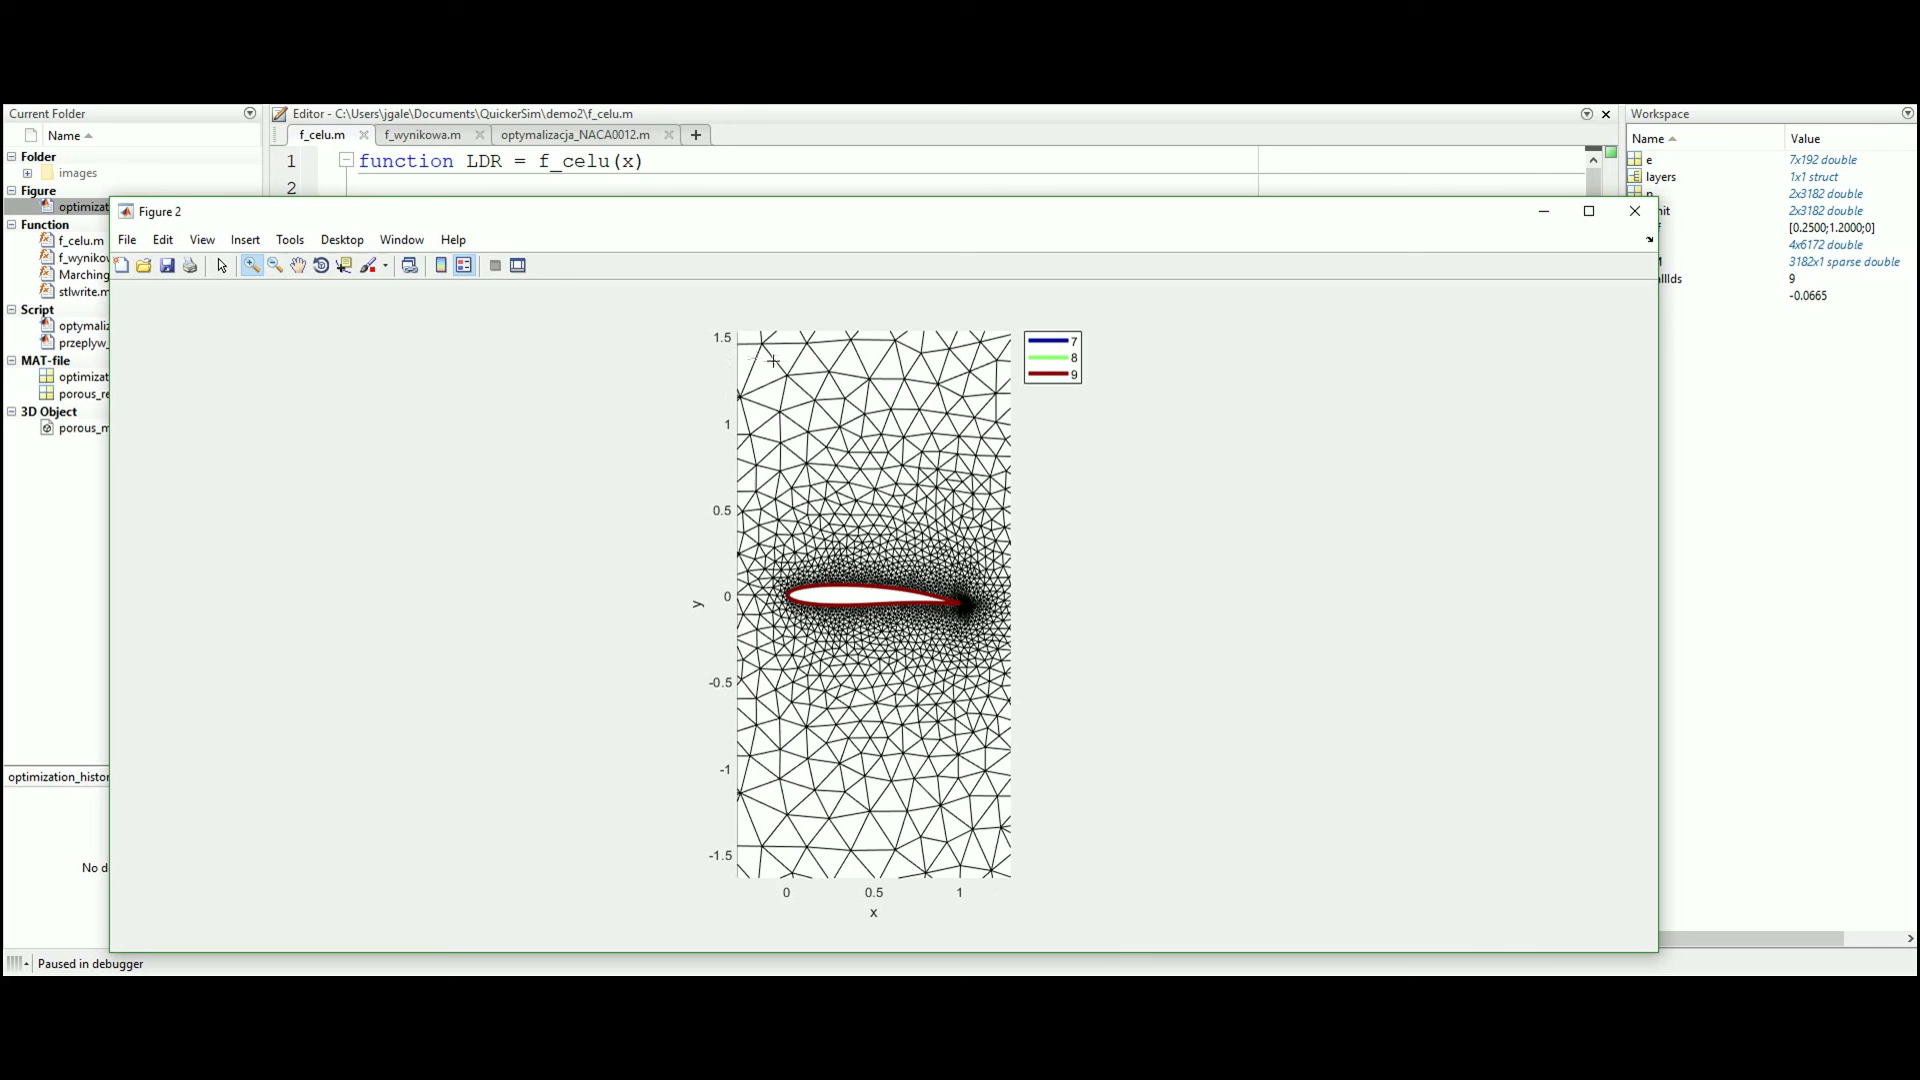 Current Folder
Name
Folder
images
Figure
optimizat
Function
f_celu.m
f_wynikov
Marching
stlwrite.m
Script
optymaliz
przeplyw_
MAT-file
optimizat
porous_re
3D Object
porous_m
optimization_histor
No d
Paused in debugger
Editor - C:\Users\jgale\Documents\QuickerSim\demo2\f_celu.m
f_celu.m
f_wynikowa.m
optymalizacja_NACA0012.m
1 function LDR = f_celu(x)
2
Figure 2
File Edit View Insert Tools Desktop Window Help
7
8
9
1.5
1
0.5
0
-0.5
-1
-1.5
y
0 0.5 1
x
Workspace
Name Value
e 7x192 double
layers 1x1 struct
2x3182 double
2x3182 double
[0.2500;1.2000;0]
4x6172 double
3182x1 sparse double
9
-0.0665